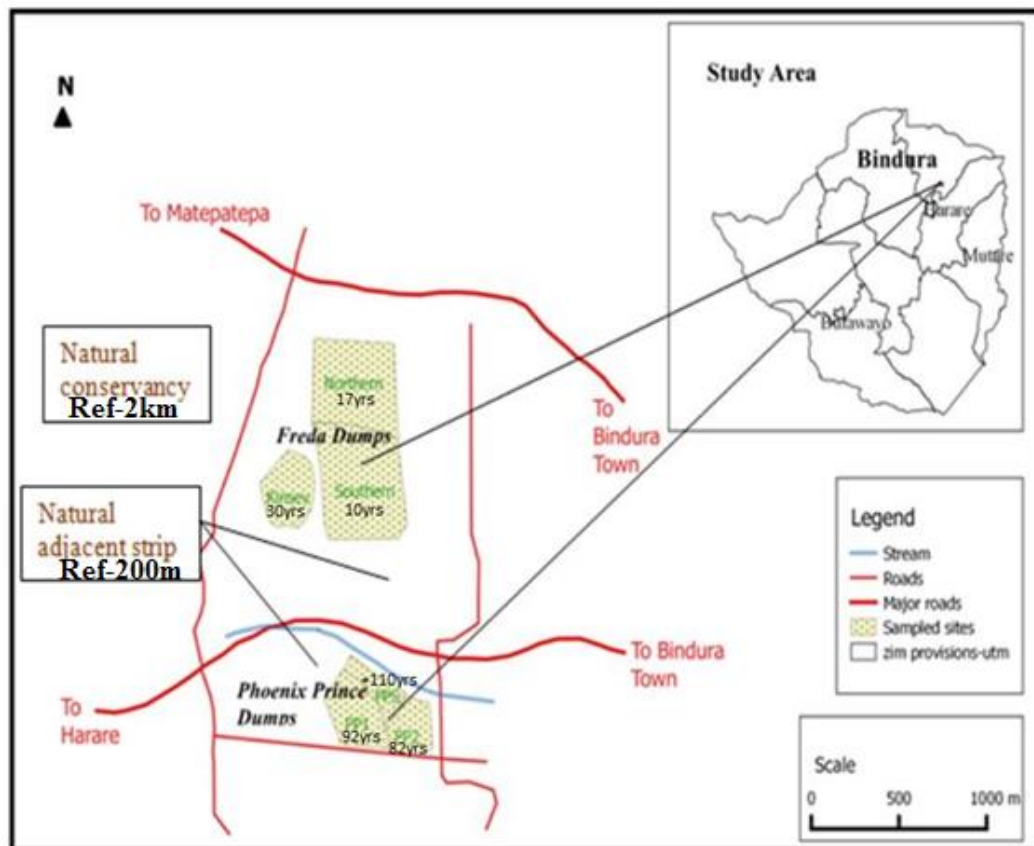 N
Study Area
Bindura
Harare
Mutare
Bulawayo
To Matepatepa
Natural
conservancy
Ref-2km
Northern
17yrs
Freda Dumps
To
Bindura
Town
30yrs
Southern
10yrs
Natural
adjacent strip
Ref-200m
Legend
Stream
Roads
Major roads
Sampled sites
zim provisions-utm
To Bindura
Town
110yrs
Phoenix Prince
Dumps
PP1
92yrs
PP2
82yrs
To
Harare
Scale
0 500 1000 m